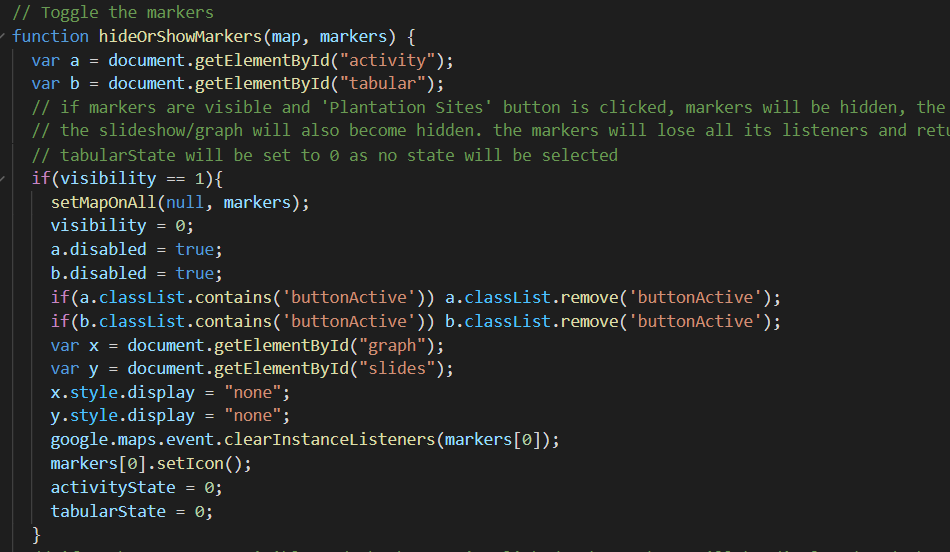 // Toggle the markers
function hideOrShowMarkers(map, markers) {
  var a = document.getElementById("activity");
  var b = document.getElementById("tabular");
  // if markers are visible and 'Plantation Sites' button is clicked, markers will be hidden, the
  // the slideshow/graph will also become hidden. the markers will lose all its listeners and retu
  // tabularState will be set to 0 as no state will be selected
  if(visibility == 1){
    setMapOnAll(null, markers);
    visibility = 0;
    a.disabled = true;
    b.disabled = true;
    if(a.classList.contains('buttonActive')) a.classList.remove('buttonActive');
    if(b.classList.contains('buttonActive')) b.classList.remove('buttonActive');
    var x = document.getElementById("graph");
    var y = document.getElementById("slides");
    x.style.display = "none";
    y.style.display = "none";
    google.maps.event.clearInstanceListeners(markers[0]);
    markers[0].setIcon();
    activityState = 0;
    tabularState = 0;
  }